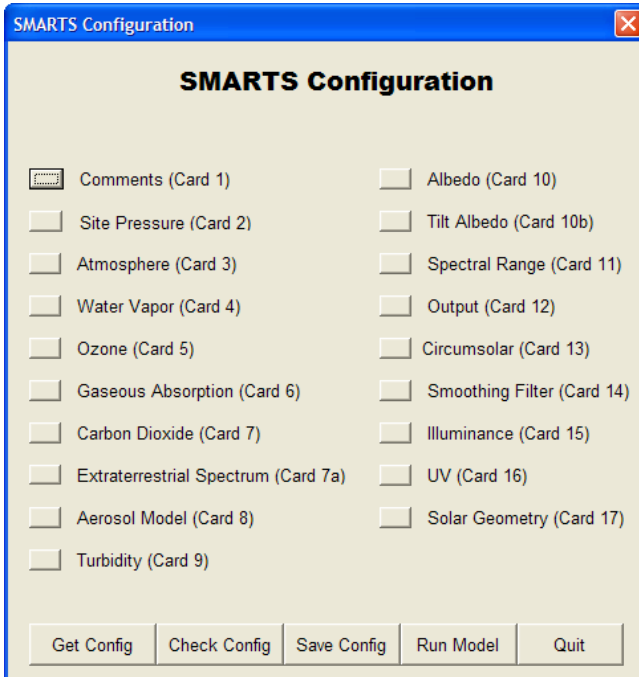 SMARTS Configuration
SMARTS Configuration
Comments (Card 1)
Site Pressure (Card 2)
Atmosphere (Card 3)
Water Vapor (Card 4)
Ozone (Card 5)
Gaseous Absorption (Card 6)
Carbon Dioxide (Card 7)
Extraterrestrial Spectrum (Card 7a)
Aerosol Model (Card 8)
Turbidity (Card 9)
Albedo (Card 10)
Tilt Albedo (Card 10b)
Spectral Range (Card 11)
Output (Card 12)
Circumsolar (Card 13)
Smoothing Filter (Card 14)
Illuminance (Card 15)
UV (Card 16)
Solar Geometry (Card 17)
Get Config Check Config Save Config Run Model Quit